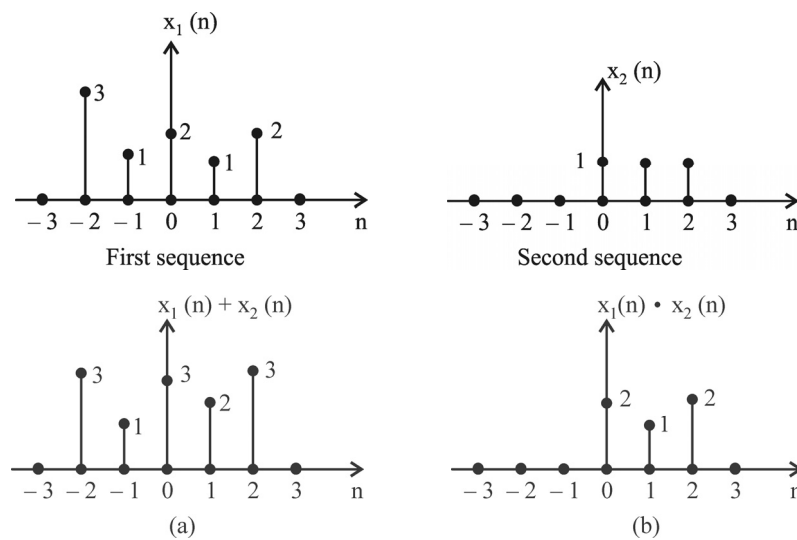 x₁ (n)
3
1
2
1
2
– 3 – 2 – 1 0 1 2 3 n
First sequence
x₂ (n)
1
– 3 – 2 – 1 0 1 2 3 n
Second sequence
x₁ (n) + x₂ (n)
3
1
3
2
3
– 3 – 2 – 1 0 1 2 3 n
(a)
x₁(n) • x₂ (n)
2
1
2
– 3 – 2 – 1 0 1 2 3 n
(b)